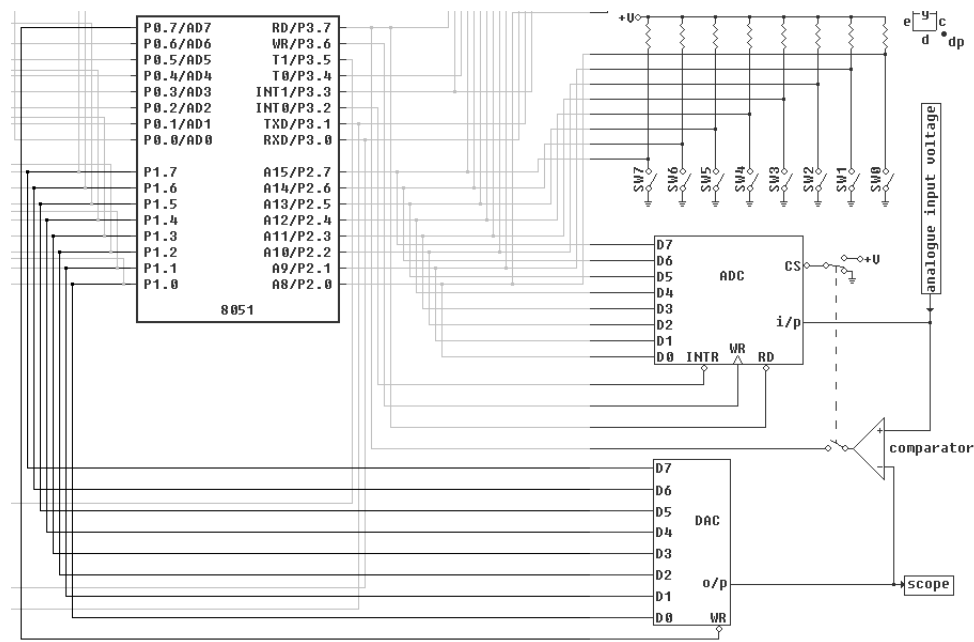 P0.7/AD7 RD/P3.7
P0.6/AD6 WR/P3.6
P0.5/AD5 T1/P3.5
P0.4/AD4 T0/P3.4
P0.3/AD3 INT1/P3.3
P0.2/AD2 INT0/P3.2
P0.1/AD1 TXD/P3.1
P0.0/AD0 RXD/P3.0
P1.7 A15/P2.7
P1.6 A14/P2.6
P1.5 A13/P2.5
P1.4 A12/P2.4
P1.3 A11/P2.3
P1.2 A10/P2.2
P1.1 A9/P2.1
P1.0 A8/P2.0
8051
+V
SW7
SW6
SW5
SW4
SW3
SW2
SW1
SW0
e
c
d
dp
analogue input voltage
D7
D6
D5
D4
D3
D2
D1
D0
ADC
CS
+V
i/p
INTR
WR
RD
+
−
comparator
D7
D6
D5
D4
D3
D2
D1
D0
DAC
o/p
WR
scope